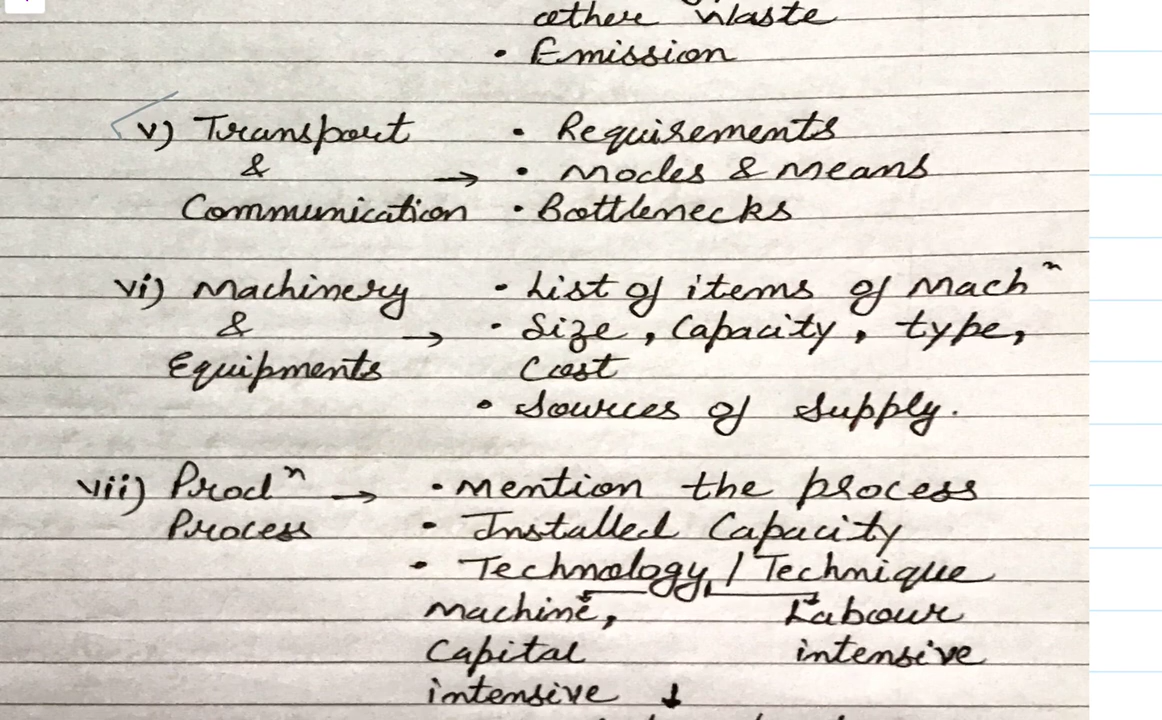 other Waste
• Emission
v) Transport • Requirements
& → • Modes & Means
Communication • Bottlenecks
vi) Machinery • List of items of Machⁿ
& → • Size, Capacity, type,
Equipments Cost
• Sources of Supply.
vii) Prodⁿ → • Mention the process
Process • Installed Capacity
• Technology / Technique
Machine, Labour
Capital intensive
intensive ↓